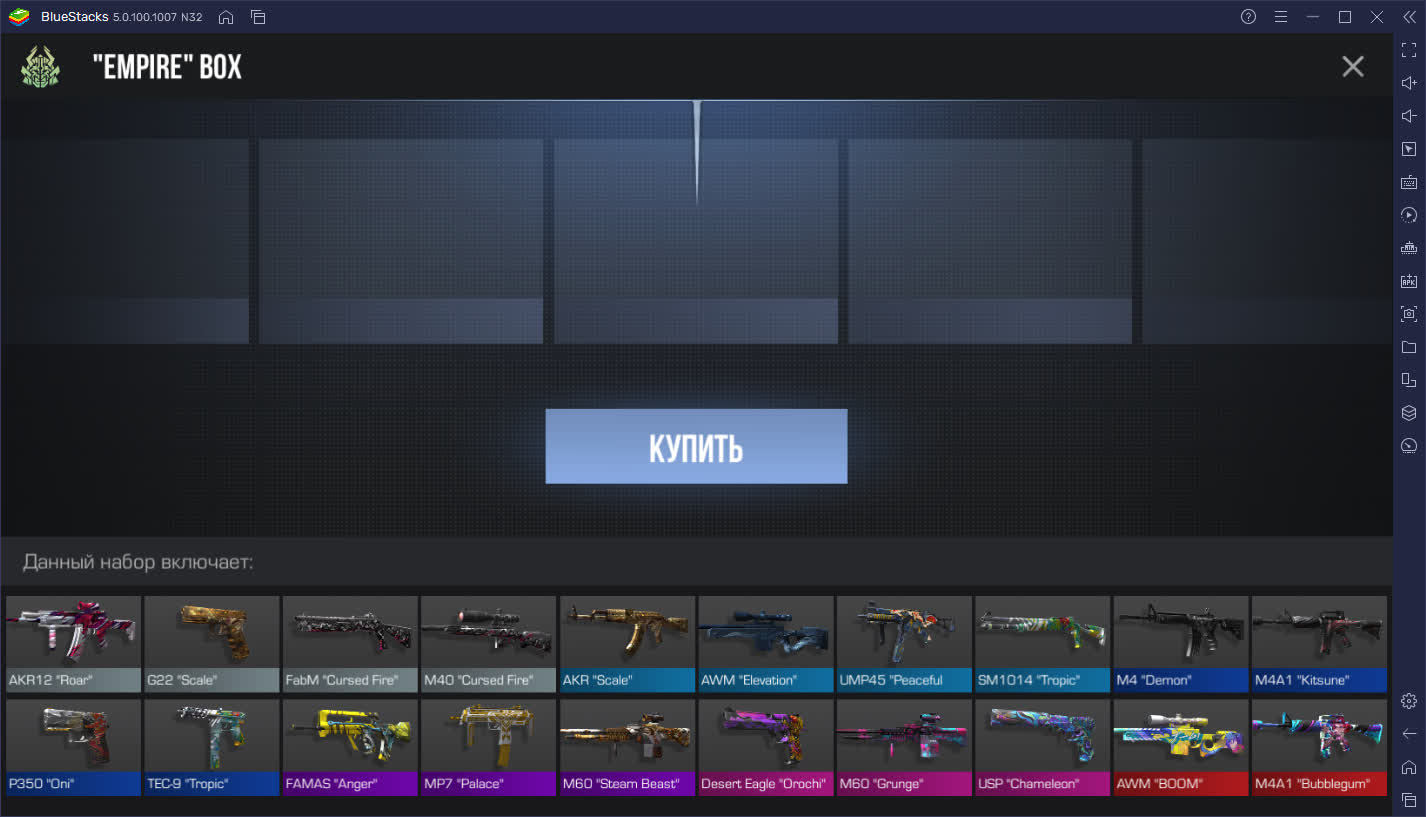 BlueStacks 5.0.100.1007 N32
"EMPIRE" BOX
КУПИТЬ
Данный набор включает:
AKR12 "Roar"
G22 "Scale"
FabM "Cursed Fire"
M40 "Cursed Fire"
AKR "Scale"
AWM "Elevation"
UMP45 "Peaceful
SM1014 "Tropic"
M4 "Demon"
M4A1 "Kitsune"
P350 "Oni"
TEC-9 "Tropic"
FAMAS "Anger"
MP7 "Palace"
M60 "Steam Beast"
Desert Eagle "Orochi"
M60 "Grunge"
USP "Chameleon"
AWM "BOOM"
M4A1 "Bubblegum"